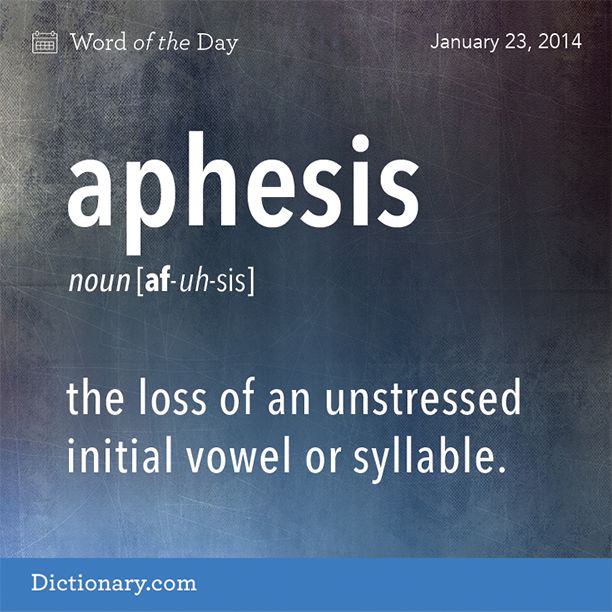 Word of the Day
January 23, 2014
aphesis
noun [af-uh-sis]
the loss of an unstressed
initial vowel or syllable.
Dictionary.com